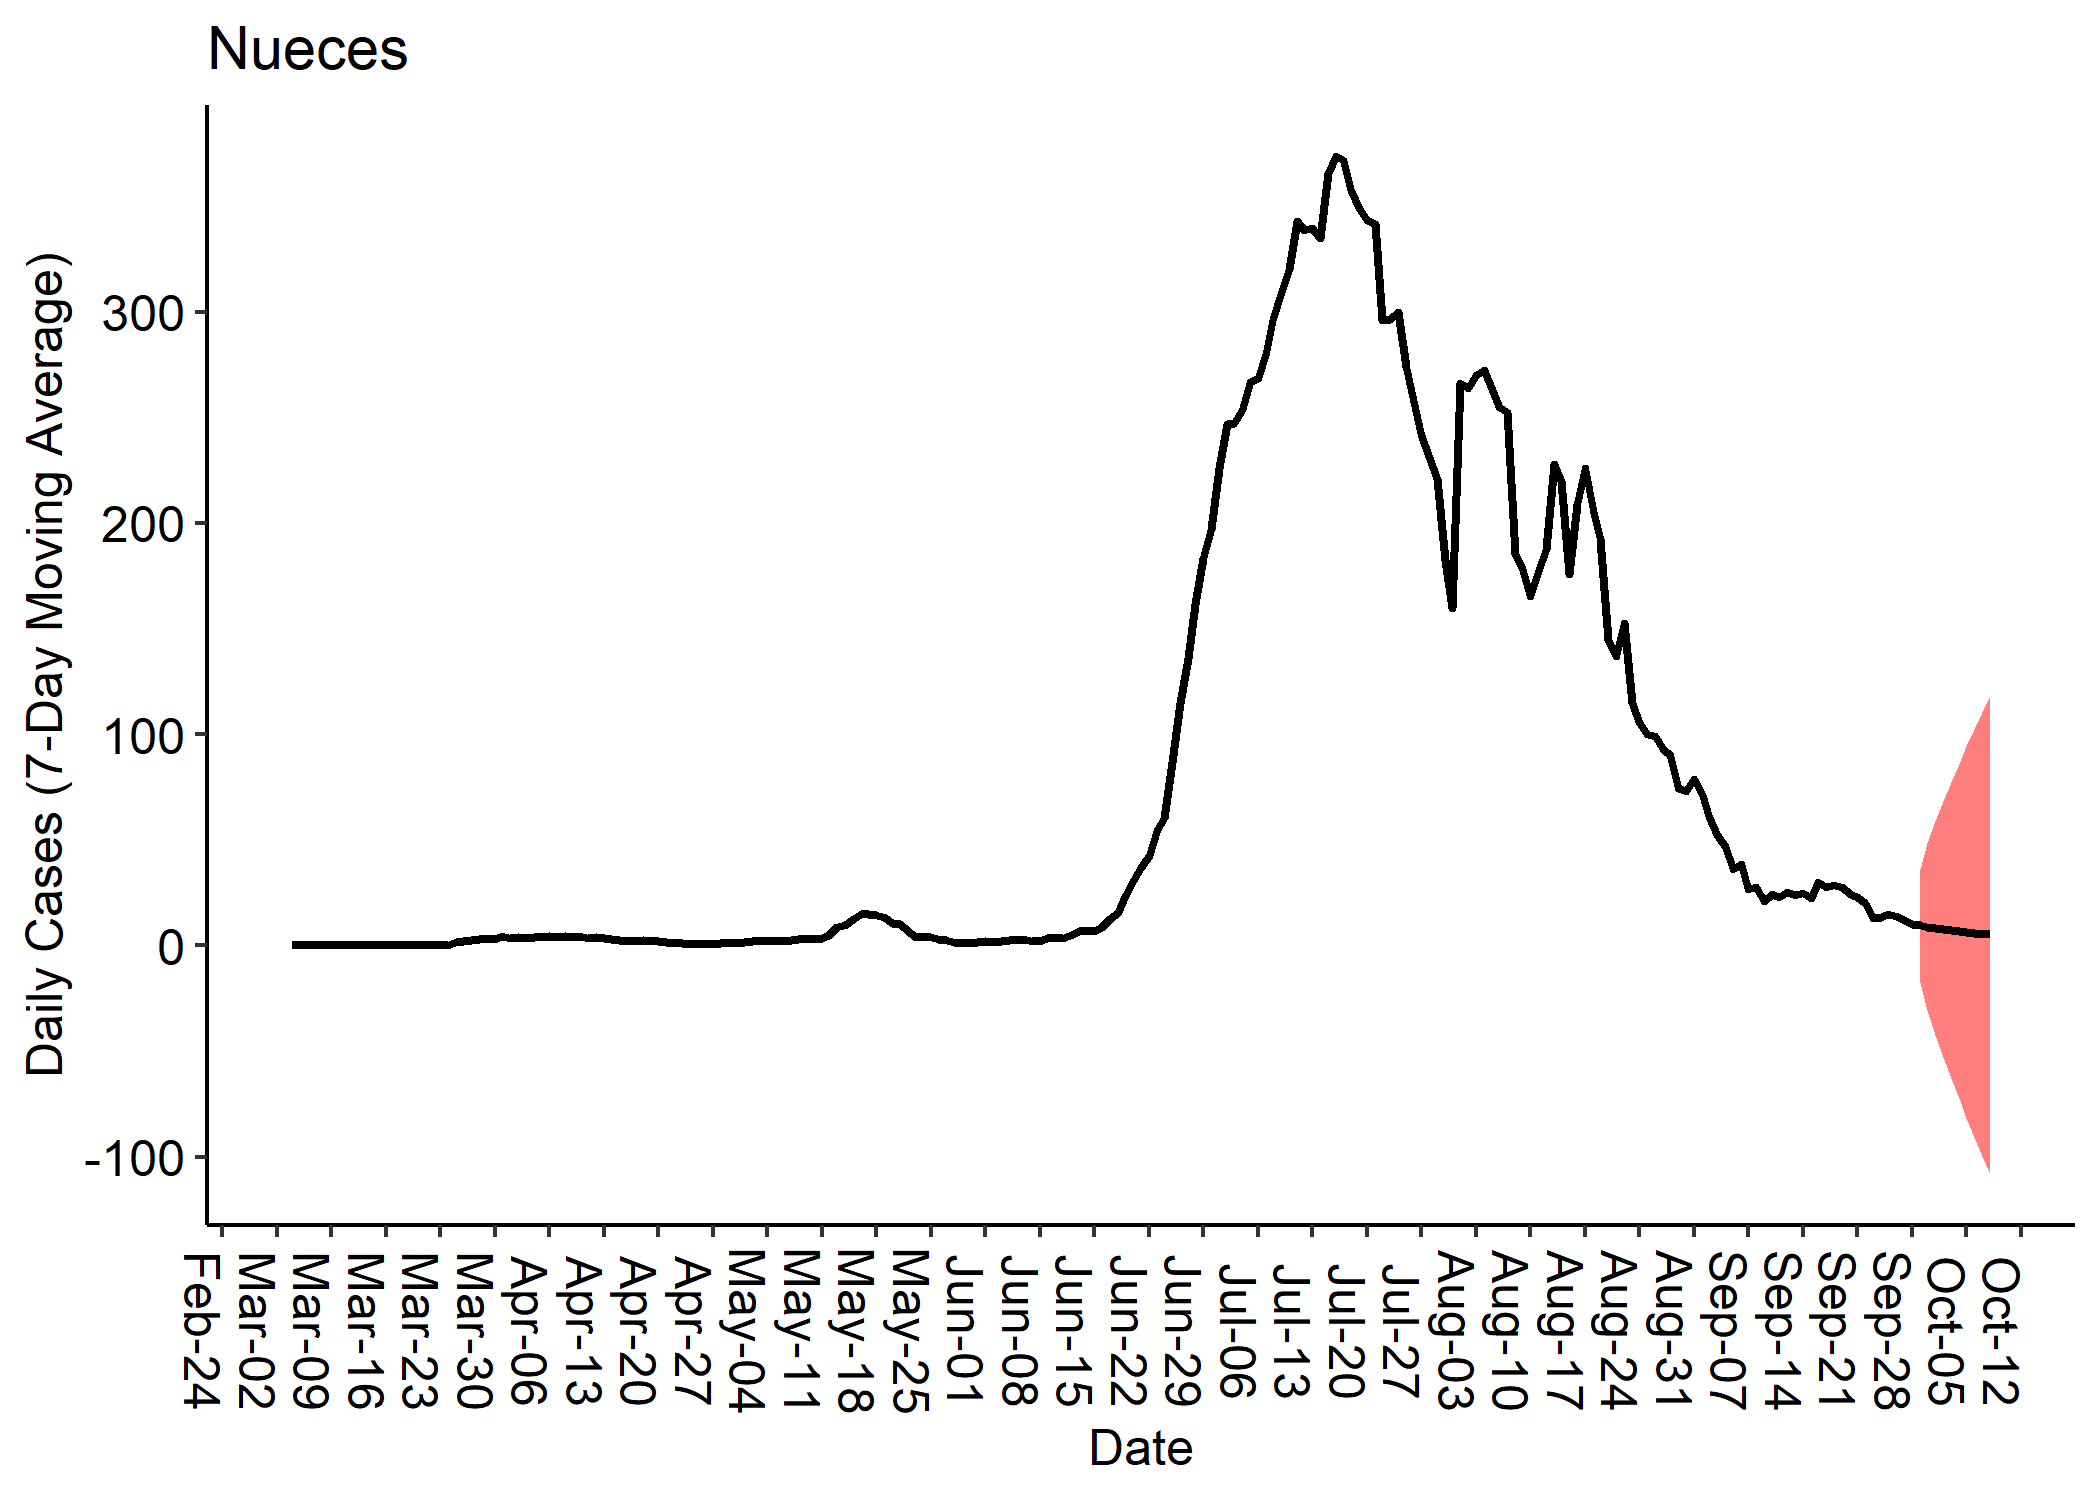 Nueces
Daily Cases (7-Day Moving Average)
300
200
100
0
-100
Feb-24
Mar-02
Mar-09
Mar-16
Mar-23
Mar-30
Apr-06
Apr-13
Apr-20
Apr-27
May-04
May-11
May-18
May-25
Jun-01
Jun-08
Jun-15
Jun-22
Jun-29
Jul-06
Jul-13
Jul-20
Jul-27
Aug-03
Aug-10
Aug-17
Aug-24
Aug-31
Sep-07
Sep-14
Sep-21
Sep-28
Oct-05
Oct-12
Date